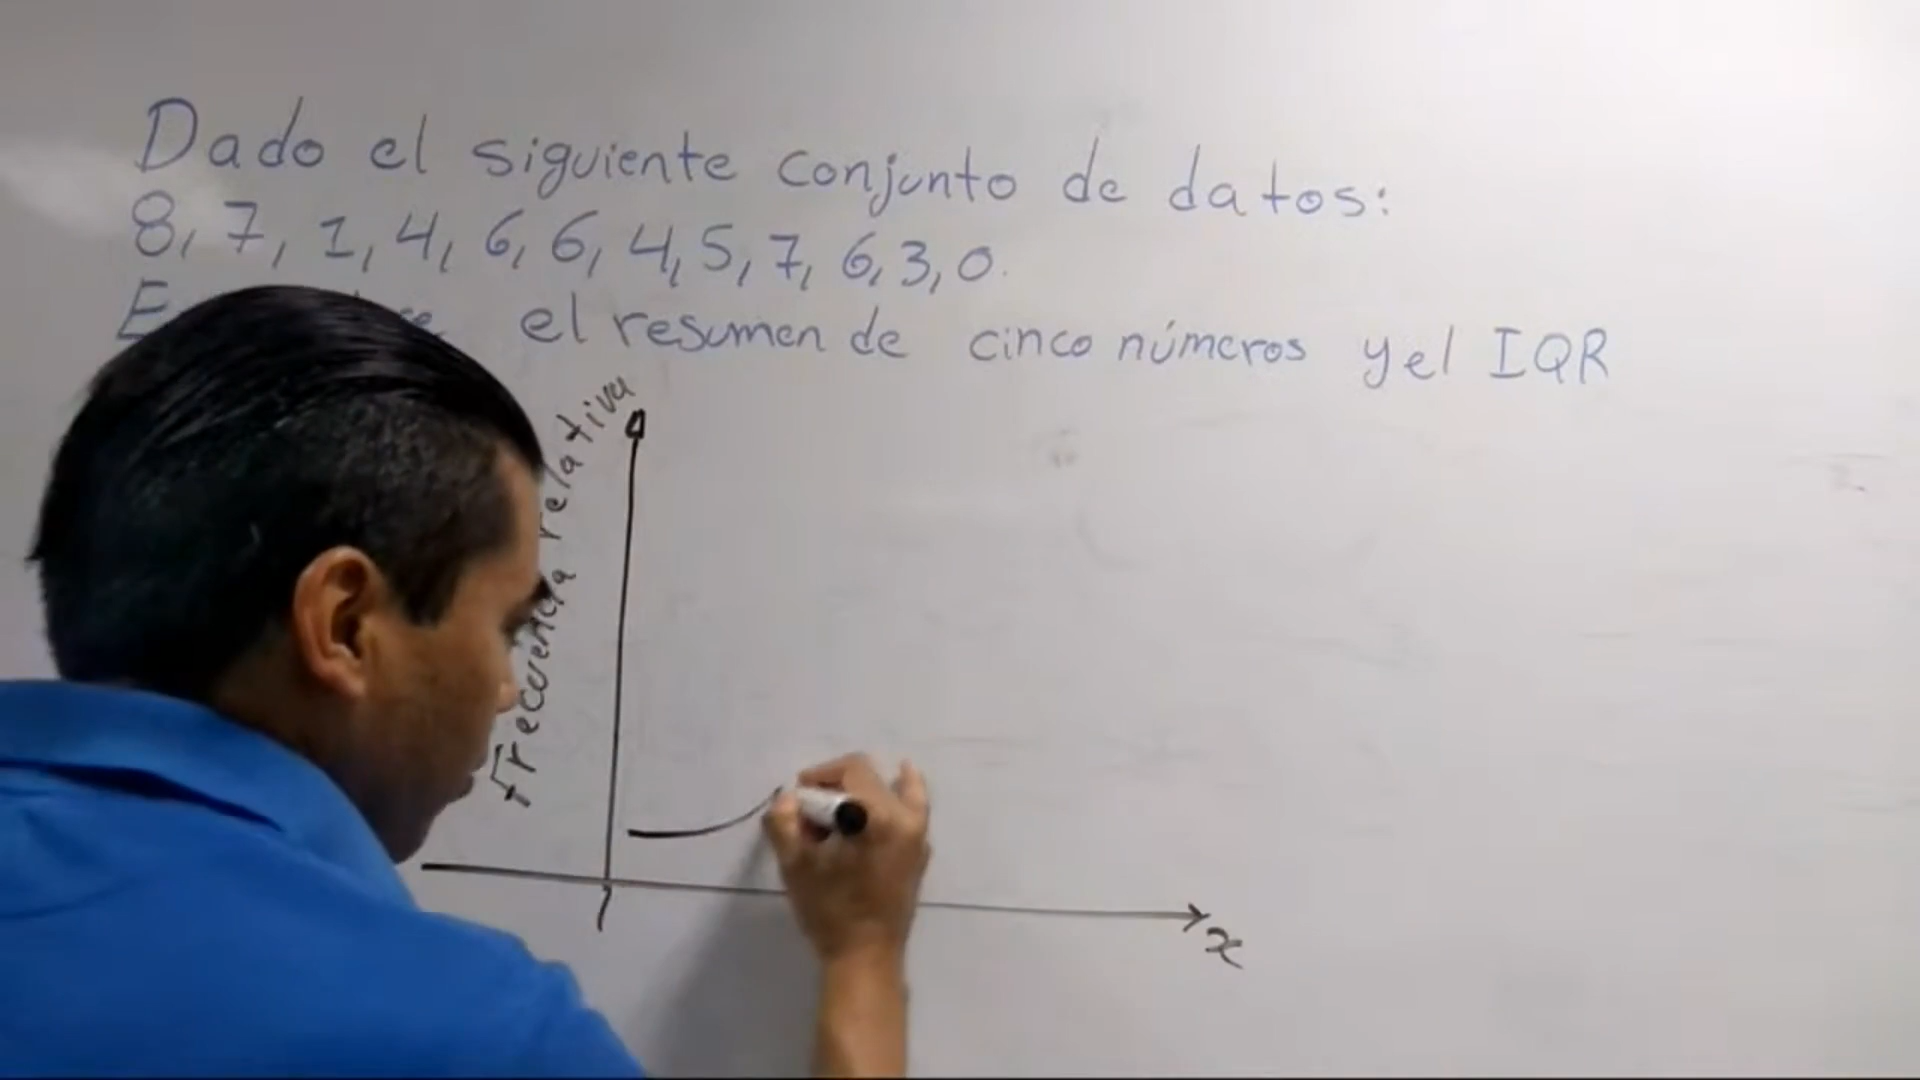 Dado el siguiente conjunto de datos:
8, 7, 1, 4, 6, 6, 4, 5, 7, 6, 3, 0.
el resumen de cinco números y el IQR
Frecuencia relativa
x